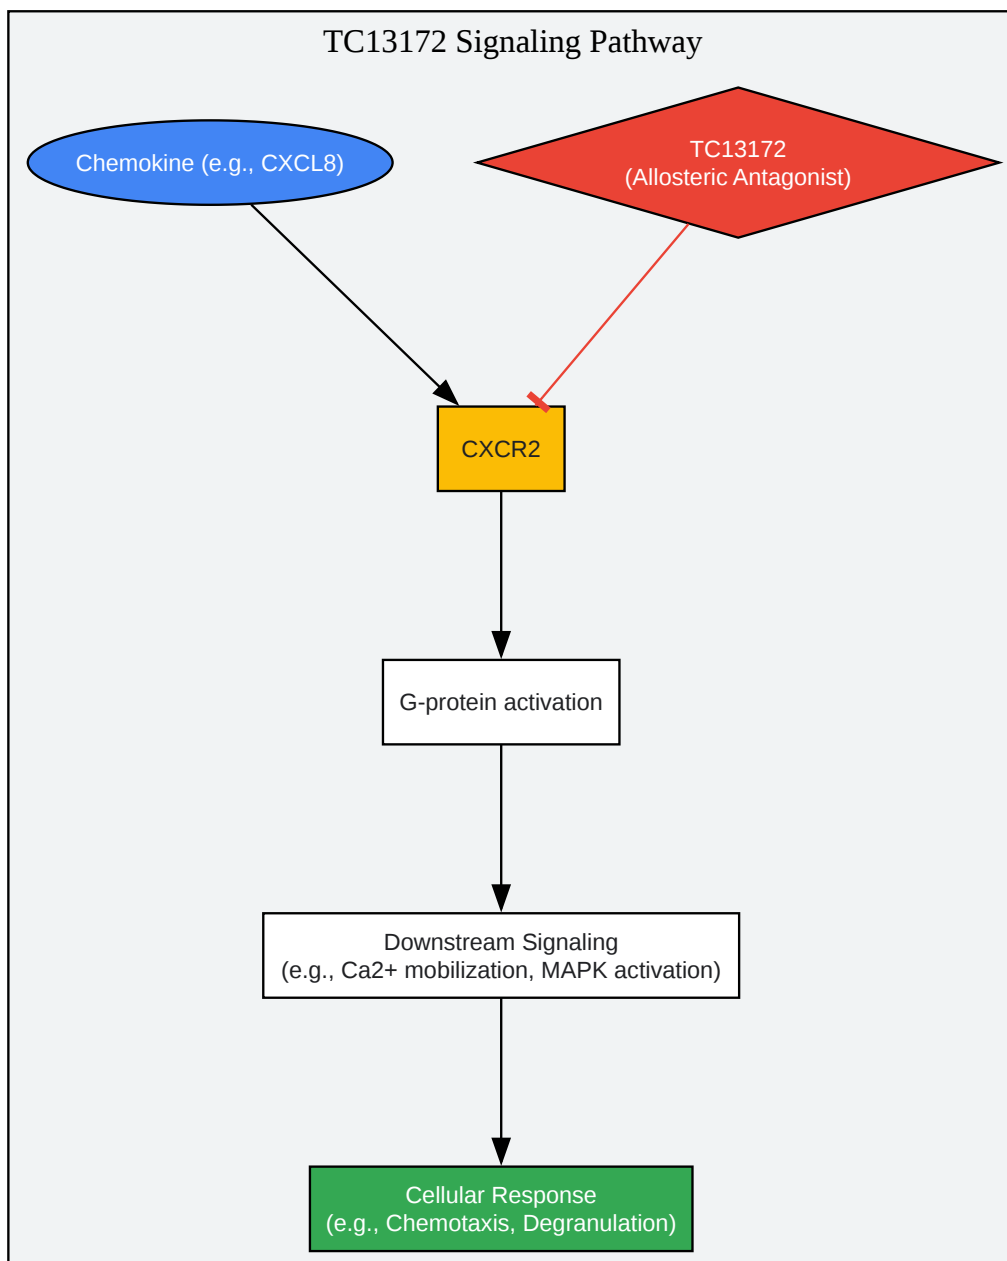 TC13172 Signaling Pathway
Chemokine (e.g., CXCL8)
TC13172
(Allosteric Antagonist)
CXCR2
G-protein activation
Downstream Signaling
(e.g., Ca2+ mobilization, MAPK activation)
Cellular Response
(e.g., Chemotaxis, Degranulation)